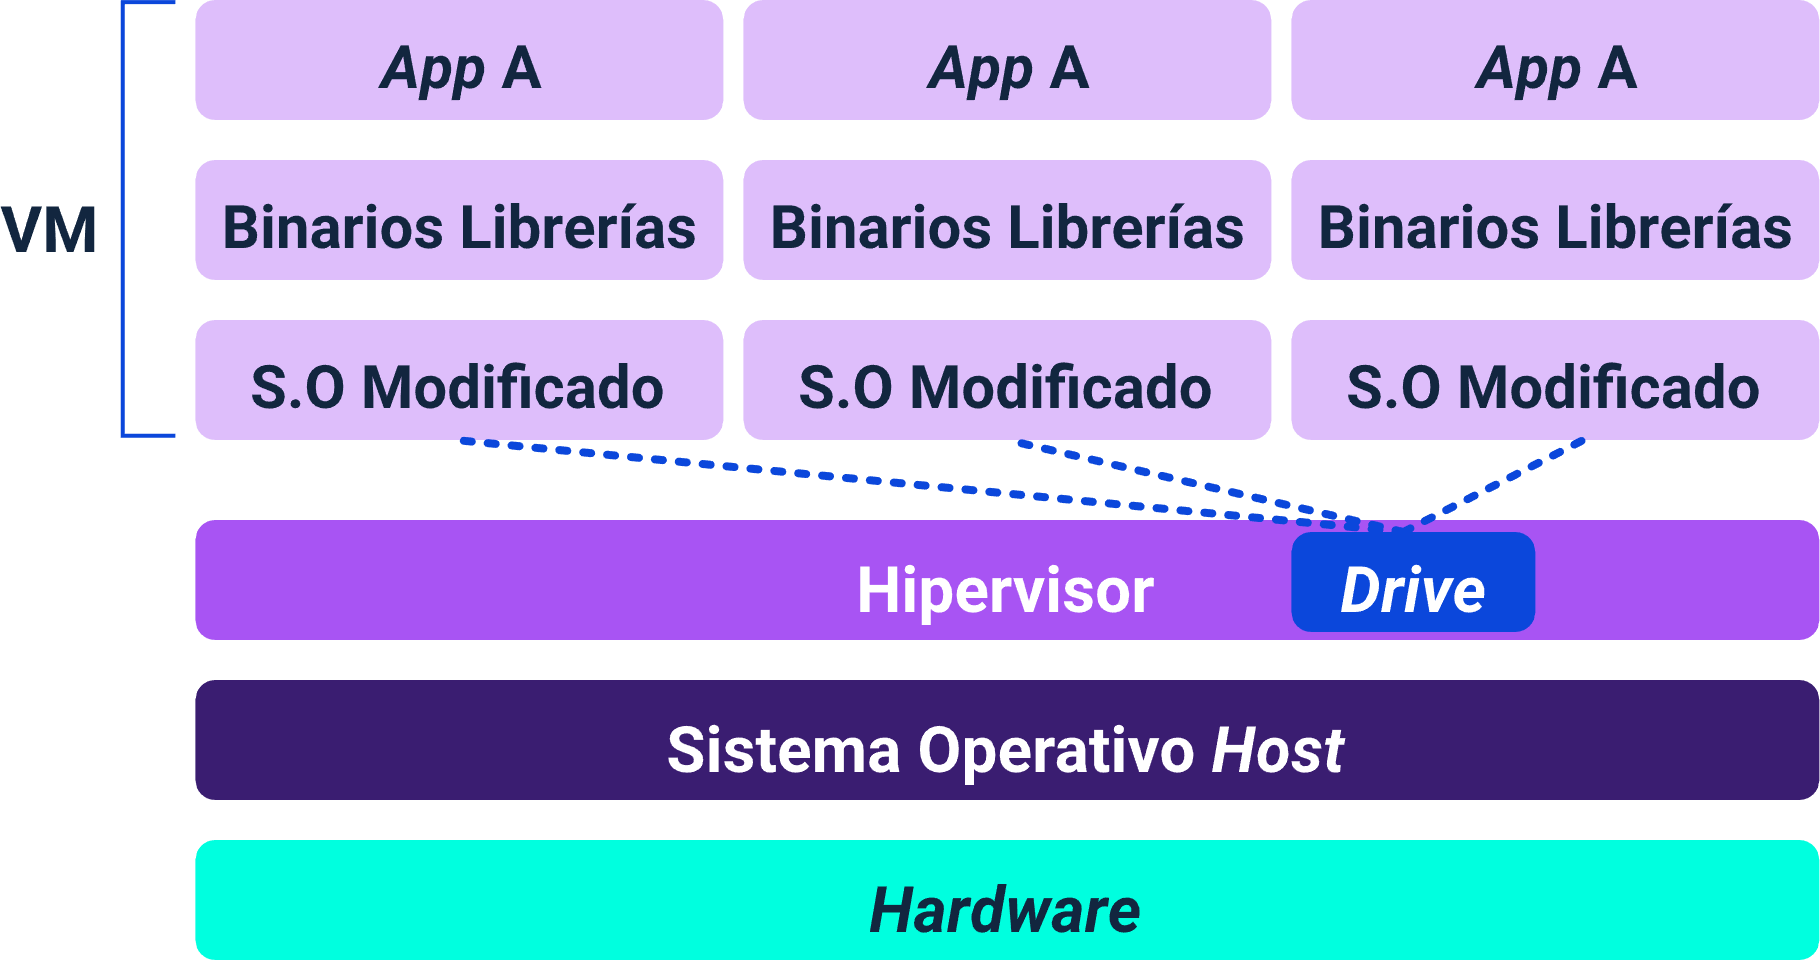 App A
App A
App A
VM
Binarios Librerías
Binarios Librerías
Binarios Librerías
S.O Modificado
S.O Modificado
S.O Modificado
Hipervisor
Drive
Sistema Operativo Host
Hardware